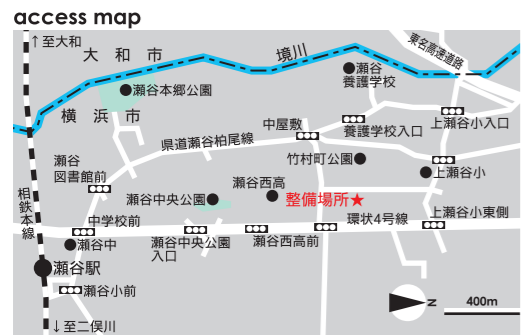 access map
↑至大和
大和市
境川
東名高速道路
瀬谷
養護学校
瀬谷本郷公園
横浜市
中屋敷
養護学校入口
上瀬谷小入口
県道瀬谷柏尾線
竹村町公園
瀬谷
図書館前
上瀬谷小
瀬谷西高
瀬谷中央公園
整備場所★
相鉄本線
中学校前
環状4号線
上瀬谷小東側
瀬谷中
瀬谷中央公園
入口
瀬谷西高前
瀬谷駅
瀬谷小前
N
400m
↓至二俣川